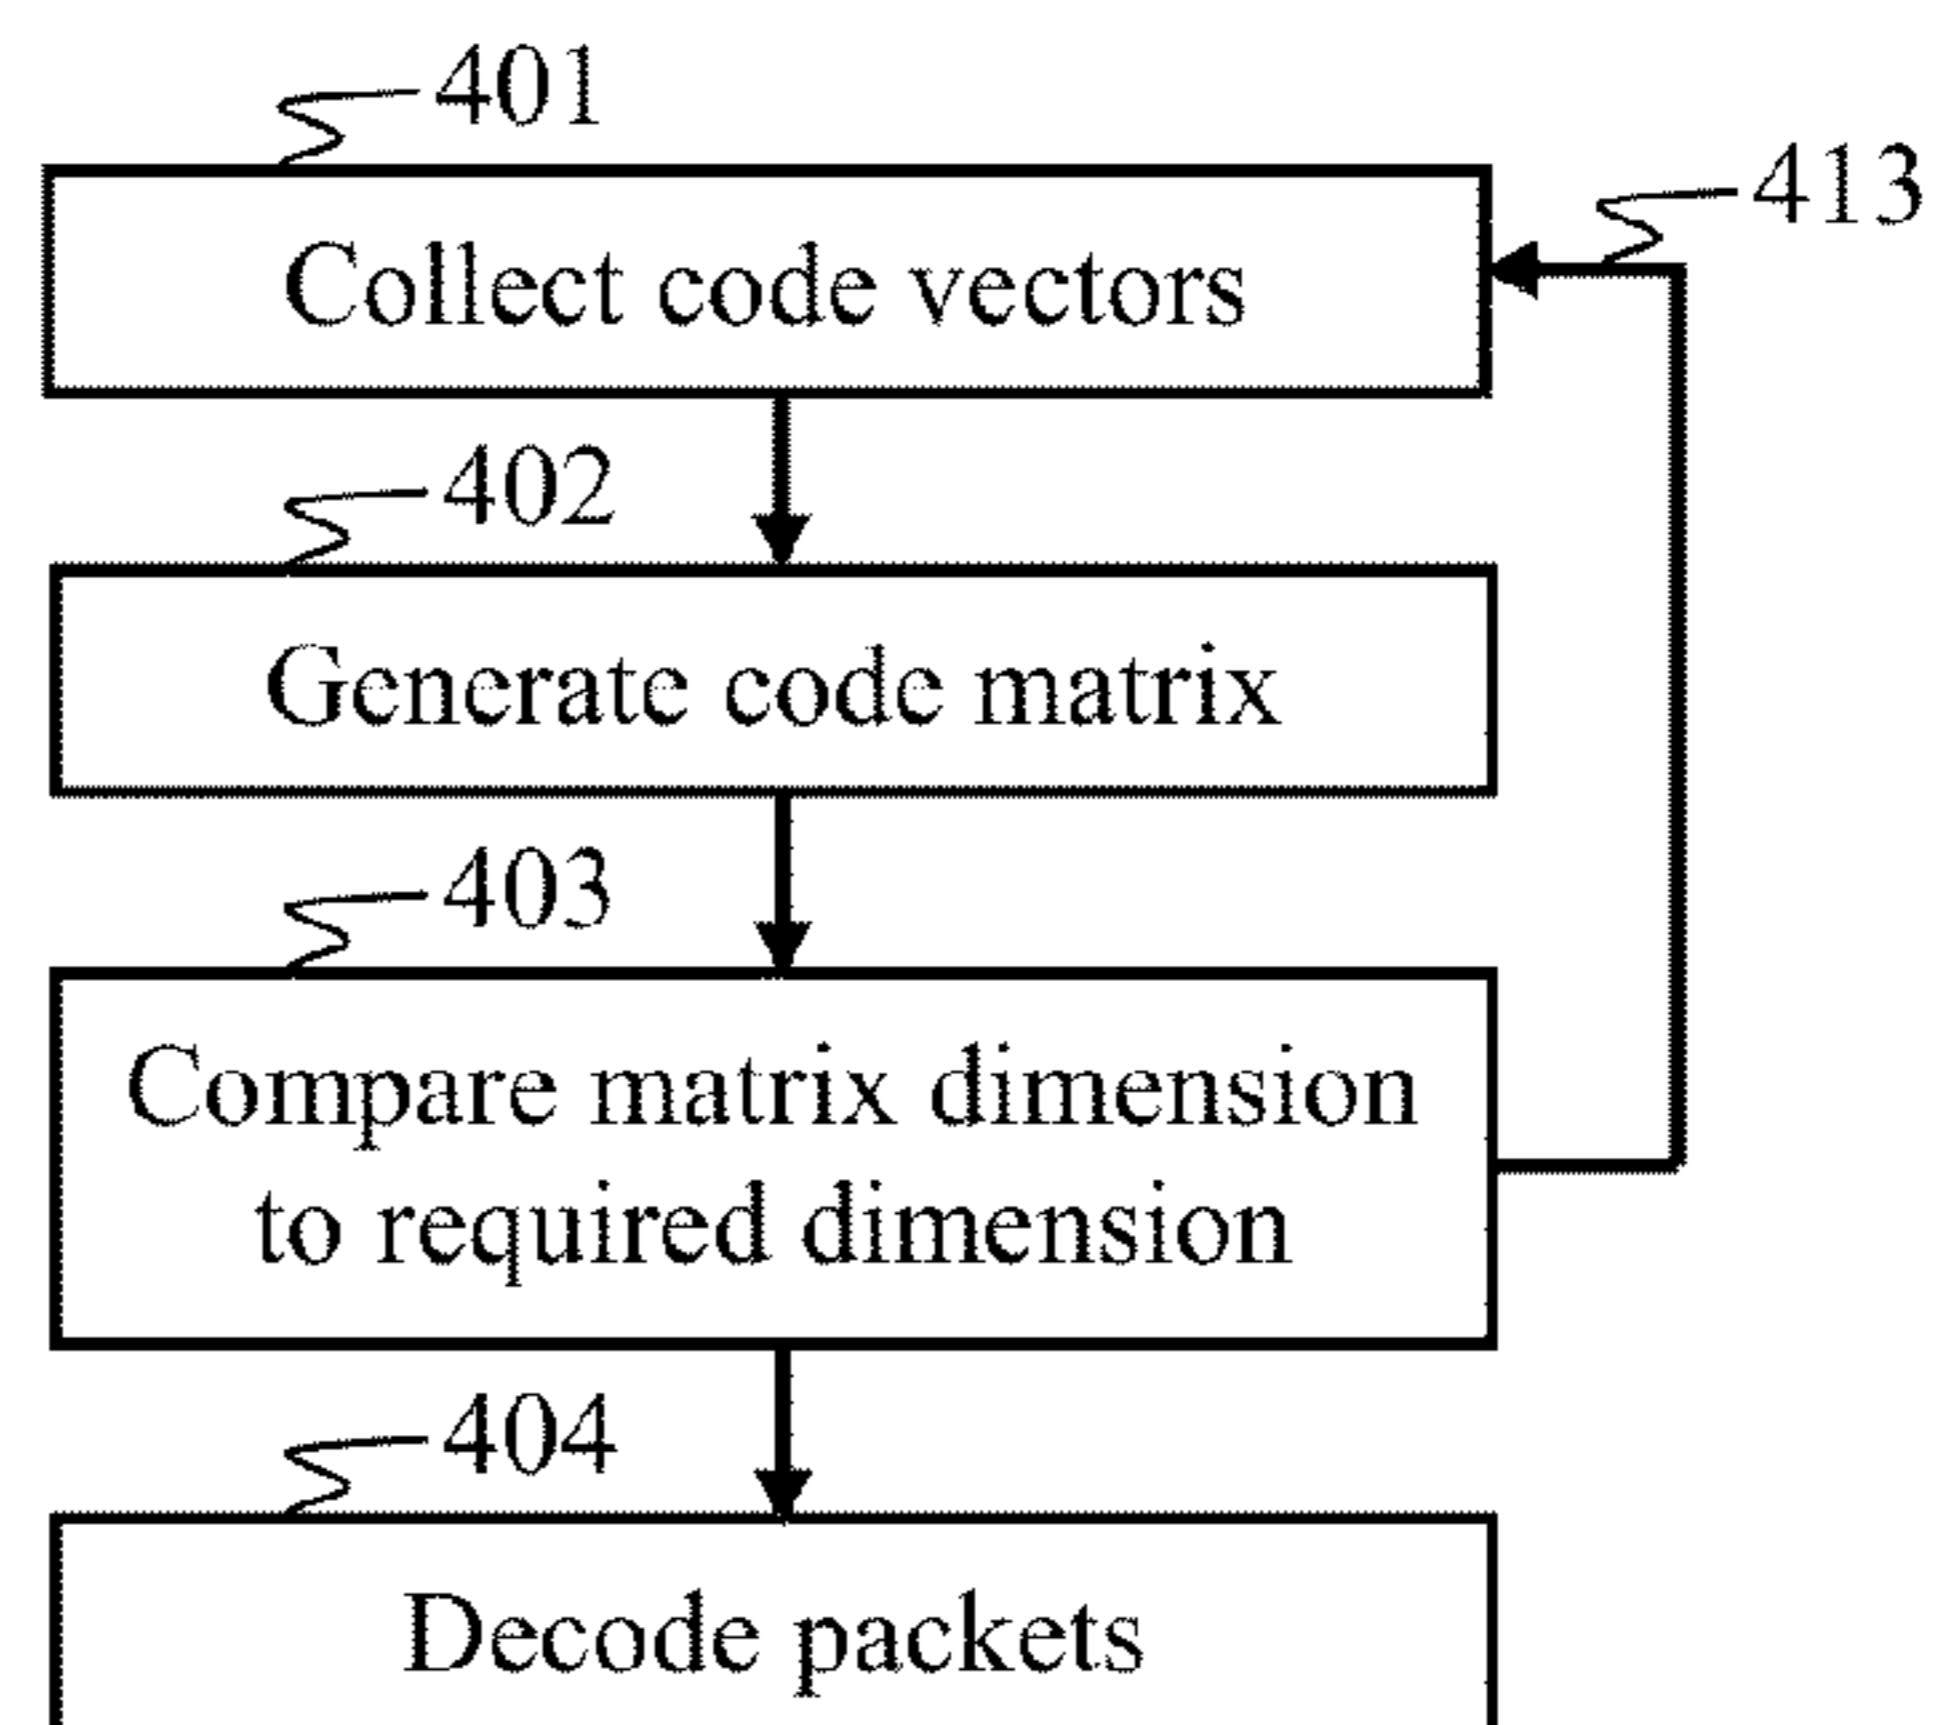 401
413
Collect code vectors
402
Generate code matrix
403
Compare matrix dimension
to required dimension
404
Decode packets